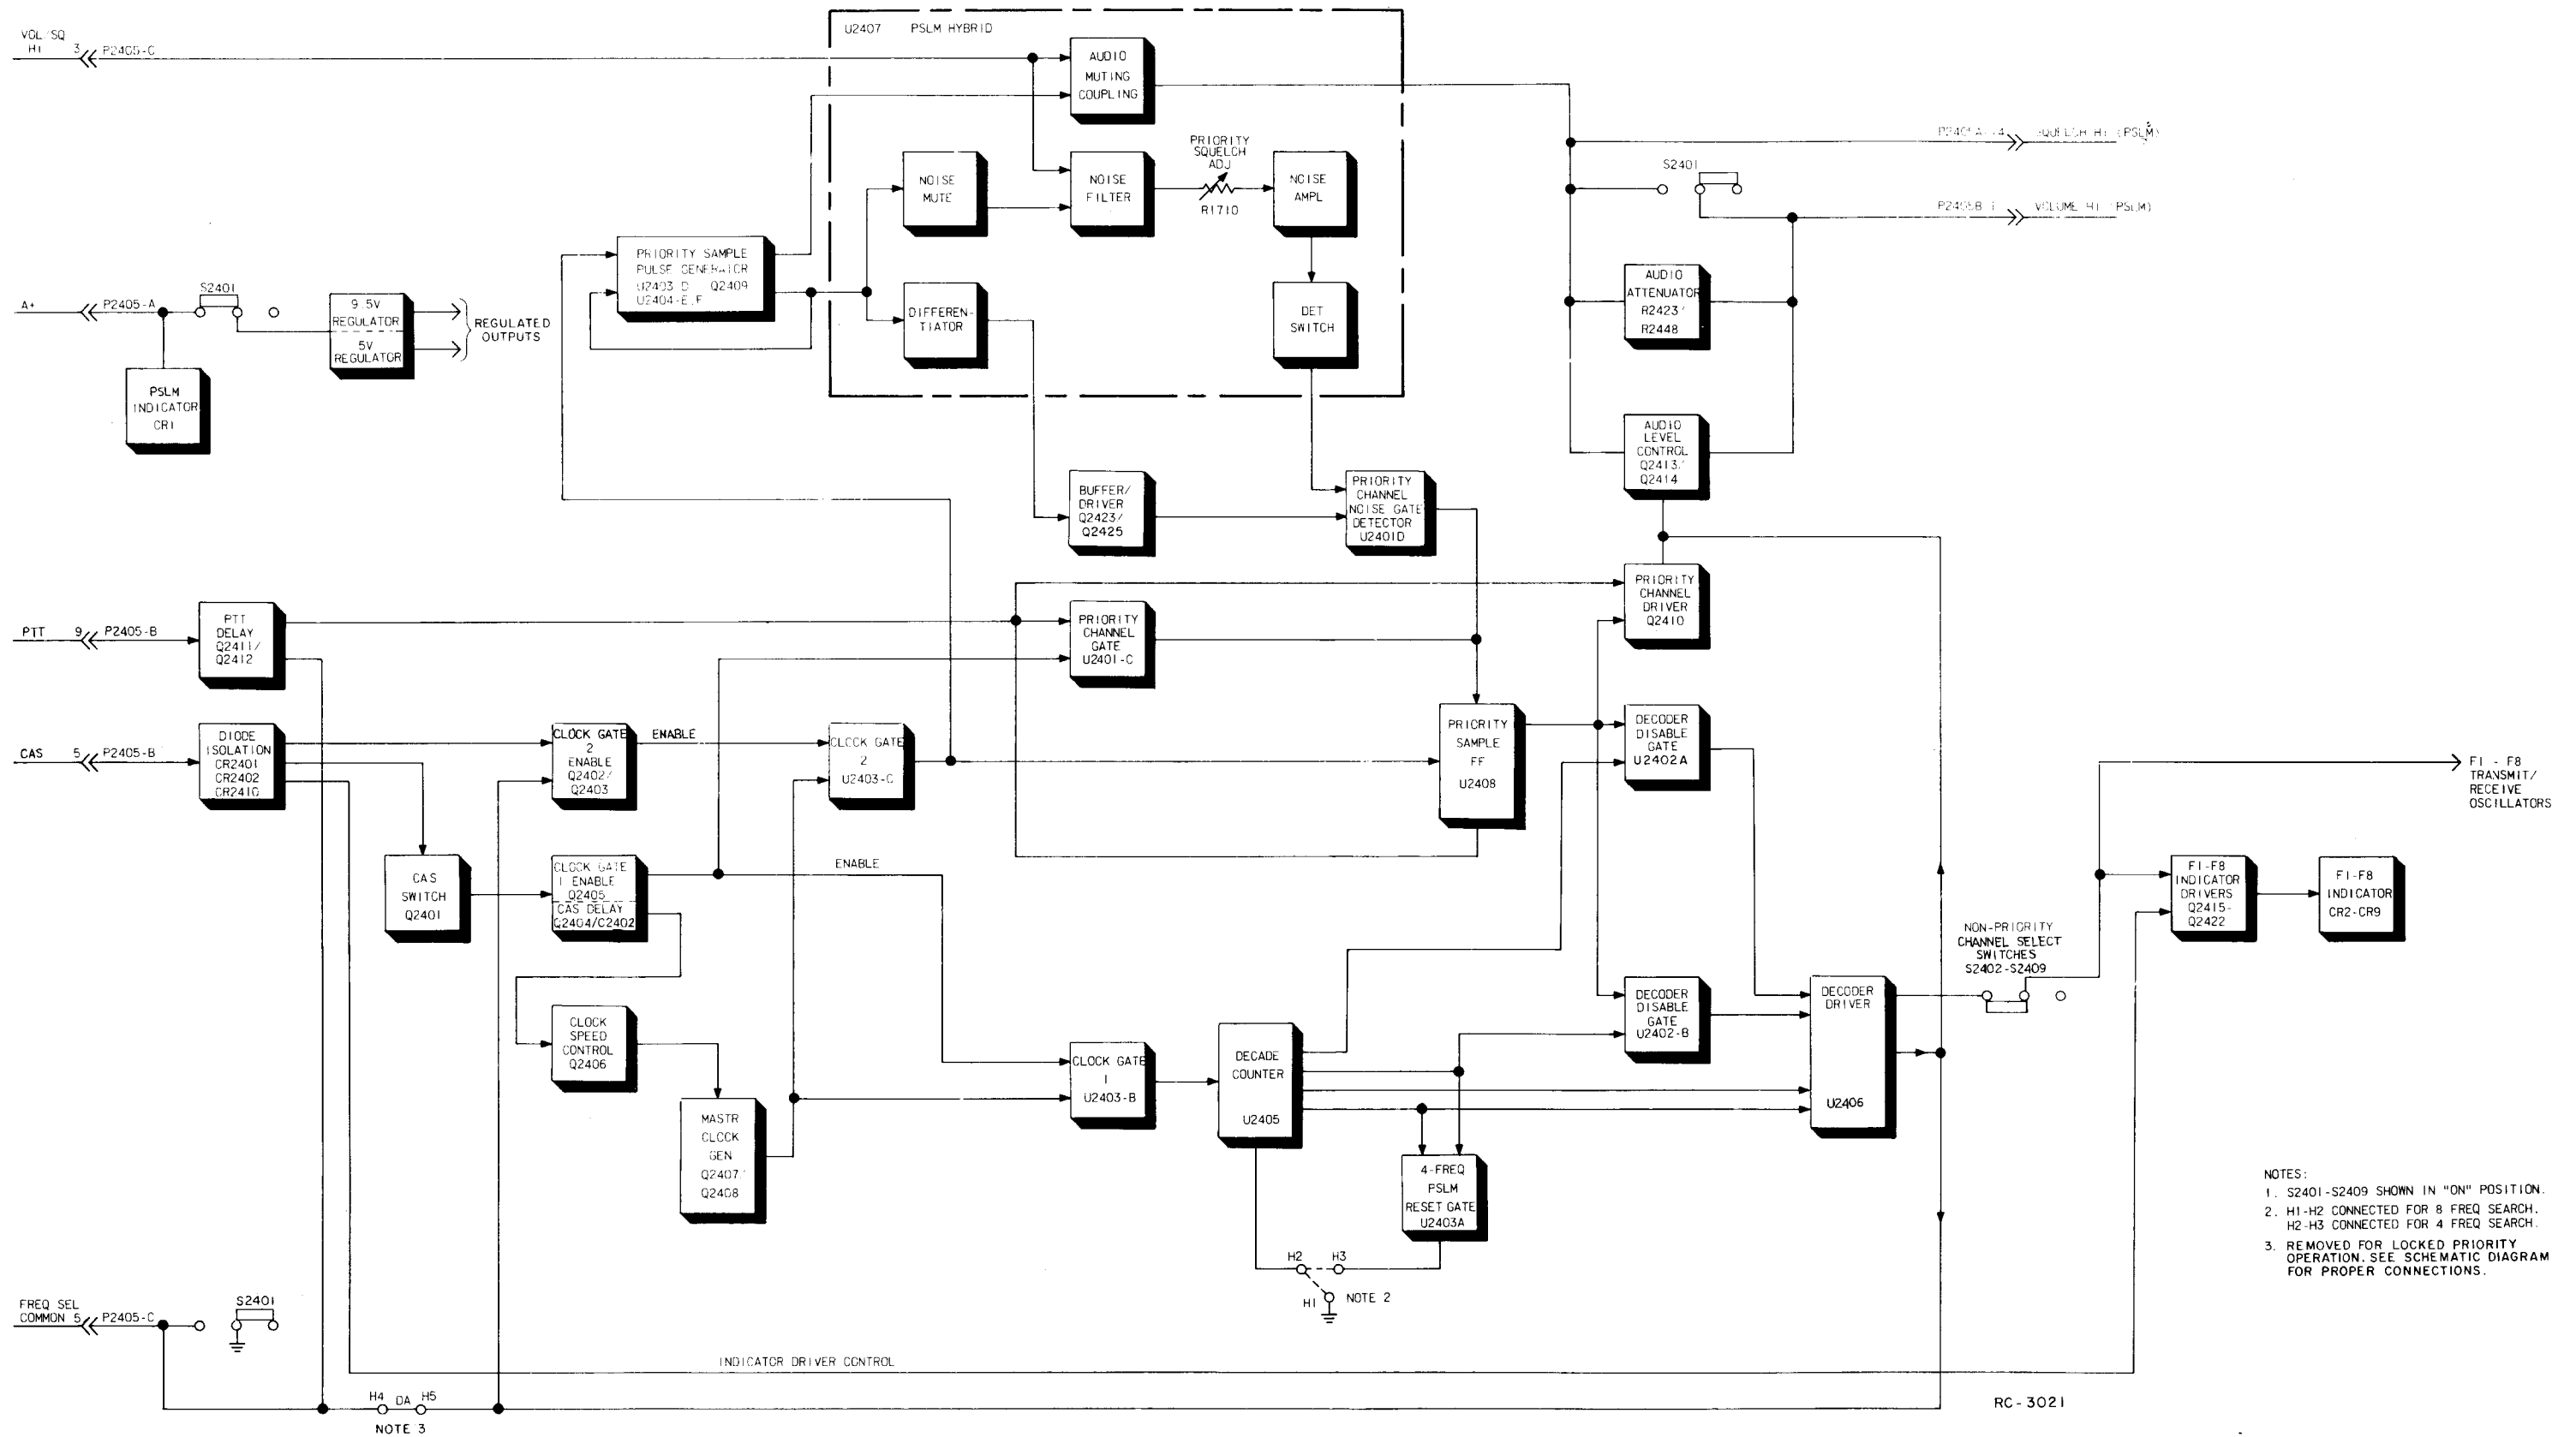 VOL/SQ
HI 3 P2405-C
U2407 PSLM HYBRID
AUDIO
MUTING
COUPLING
NOISE
MUTE
NOISE
FILTER
PRIORITY
SQUELCH
ADJ
R1710
NOISE
AMPL
DIFFEREN-
TIATOR
DET
SWITCH
PRIORITY SAMPLE
PULSE GENERATOR
U2403-D Q2409
U2404-E,F
A+ P2405-A
S2401
9.5V
REGULATOR
5V
REGULATOR
REGULATED
OUTPUTS
PSLM
INDICATOR
CR1
SQUELCH HI (PSLM)
S2401
VOLUME HI (PSLM)
AUDIO
ATTENUATOR
R2423/
R2448
AUDIO
LEVEL
CONTROL
Q2413/
Q2414
BUFFER/
DRIVER
Q2423/
Q2425
PRIORITY
CHANNEL
NOISE GATE
DETECTOR
U2401D
PTT 9 P2405-B
PTT
DELAY
Q2411/
Q2412
PRIORITY
CHANNEL
GATE
U2401-C
PRIORITY
CHANNEL
DRIVER
Q2410
CAS 5 P2405-B
DIODE
ISOLATION
CR2401
CR2402
CR2410
CLOCK GATE
2
ENABLE
Q2402/
Q2403
ENABLE
CLOCK GATE
2
U2403-C
PRIORITY
SAMPLE
FF
U2408
DECODER
DISABLE
GATE
U2402A
F1 - F8
TRANSMIT/
RECEIVE
OSCILLATORS
CAS
SWITCH
Q2401
CLOCK GATE
1 ENABLE
Q2405
CAS DELAY
Q2404/C2402
ENABLE
F1-F8
INDICATOR
DRIVERS
Q2415-
Q2422
F1-F8
INDICATOR
CR2-CR9
NON-PRIORITY
CHANNEL SELECT
SWITCHES
S2402-S2409
CLOCK
SPEED
CONTROL
Q2406
DECODER
DISABLE
GATE
U2402-B
DECODER
DRIVER
U2406
CLOCK GATE
1
U2403-B
DECADE
COUNTER
U2405
MASTR
CLOCK
GEN
Q2407/
Q2408
4-FREQ
PSLM
RESET GATE
U2403A
H2 H3
H1 NOTE 2
NOTES:
1. S2401-S2409 SHOWN IN "ON" POSITION.
2. H1-H2 CONNECTED FOR 8 FREQ SEARCH.
H2-H3 CONNECTED FOR 4 FREQ SEARCH.
3. REMOVED FOR LOCKED PRIORITY
OPERATION. SEE SCHEMATIC DIAGRAM
FOR PROPER CONNECTIONS.
FREQ SEL
COMMON 5 P2405-C
S2401
INDICATOR DRIVER CONTROL
H4 DA H5
NOTE 3
RC-3021